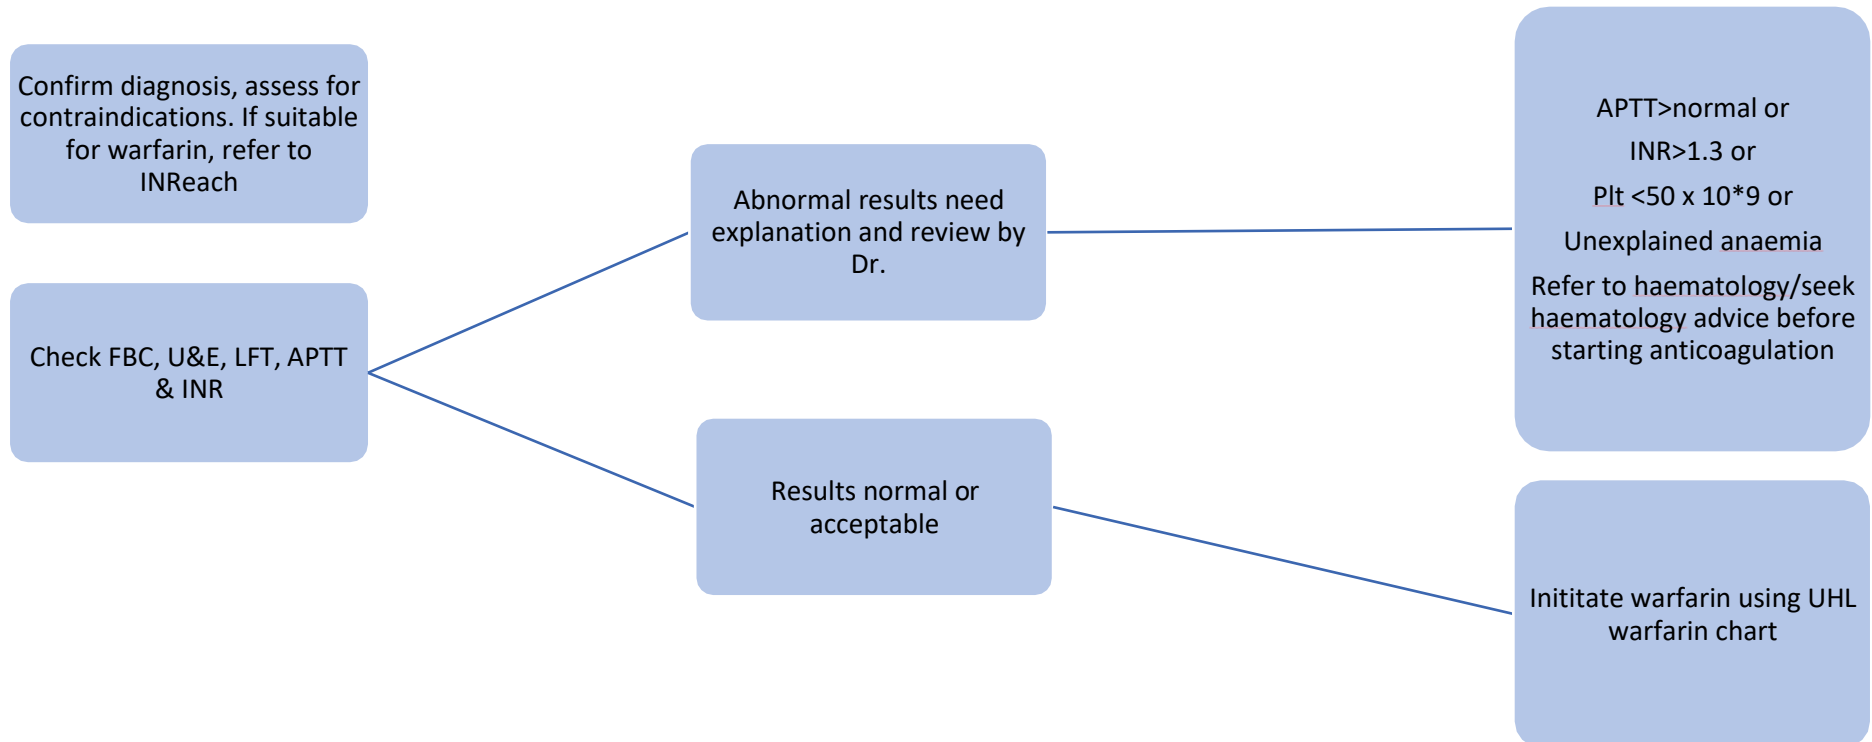 Confirm diagnosis, assess for
contraindications. If suitable
for warfarin, refer to
INReach
Check FBC, U&E, LFT, APTT
& INR
Abnormal results need
explanation and review by
Dr.
Results normal or
acceptable
APTT>normal or
INR>1.3 or
Plt <50 x 10*9 or
Unexplained anaemia
Refer to haematology/seek
haematology advice before
starting anticoagulation
Inititate warfarin using UHL
warfarin chart